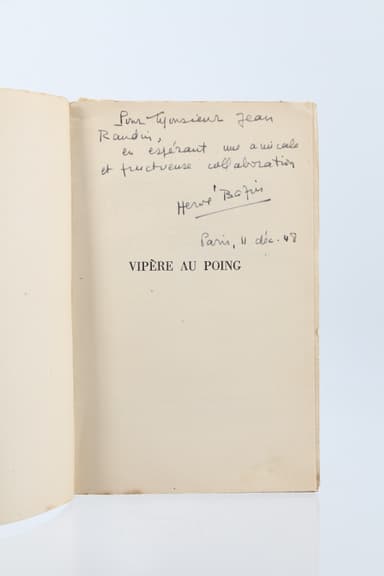 Pour Monsieur Jean
Raudin,
en espérant une amicale
et fructueuse collaboration
Hervé Bazin
Paris, 11 déc. 48
VIPÈRE AU POING